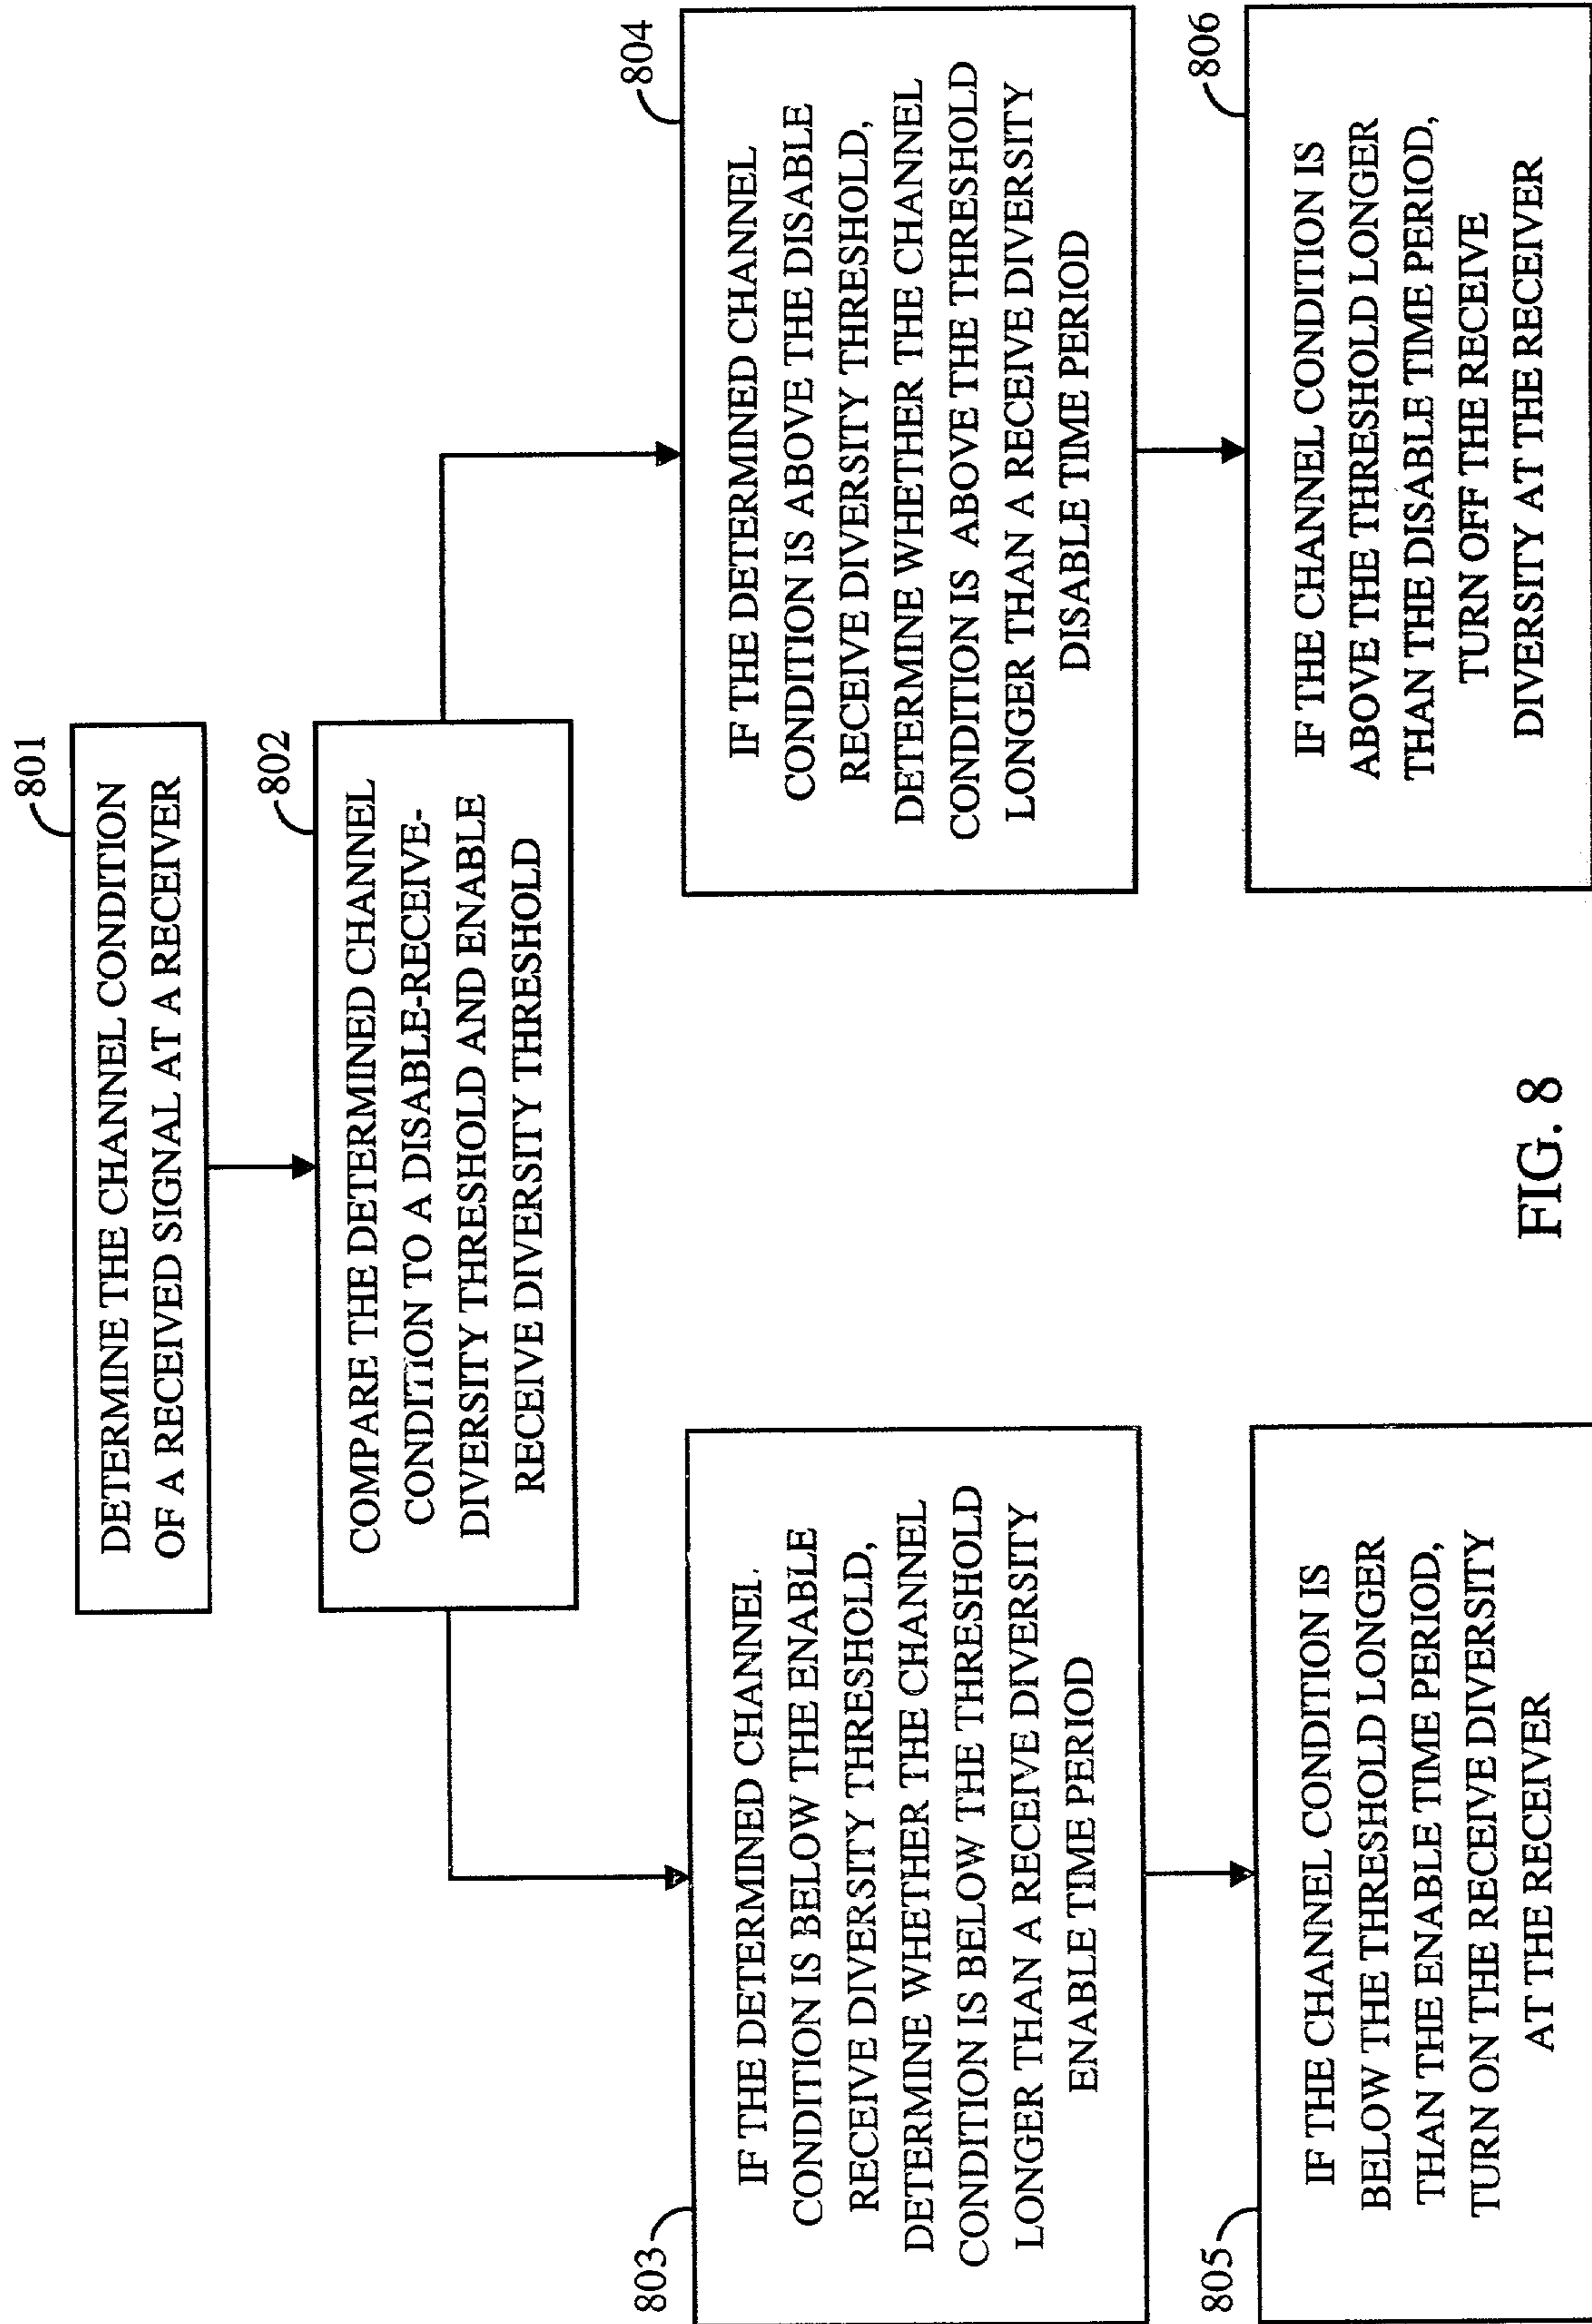 801
DETERMINE THE CHANNEL CONDITION
OF A RECEIVED SIGNAL AT A RECEIVER
802
COMPARE THE DETERMINED CHANNEL
CONDITION TO A DISABLE-RECEIVE-
DIVERSITY THRESHOLD AND ENABLE
RECEIVE DIVERSITY THRESHOLD
803
IF THE DETERMINED CHANNEL
CONDITION IS BELOW THE ENABLE
RECEIVE DIVERSITY THRESHOLD,
DETERMINE WHETHER THE CHANNEL
CONDITION IS BELOW THE THRESHOLD
LONGER THAN A RECEIVE DIVERSITY
ENABLE TIME PERIOD
804
IF THE DETERMINED CHANNEL
CONDITION IS ABOVE THE DISABLE
RECEIVE DIVERSITY THRESHOLD,
DETERMINE WHETHER THE CHANNEL
CONDITION IS ABOVE THE THRESHOLD
LONGER THAN A RECEIVE DIVERSITY
DISABLE TIME PERIOD
805
IF THE CHANNEL CONDITION IS
BELOW THE THRESHOLD LONGER
THAN THE ENABLE TIME PERIOD,
TURN ON THE RECEIVE DIVERSITY
AT THE RECEIVER
806
IF THE CHANNEL CONDITION IS
ABOVE THE THRESHOLD LONGER
THAN THE DISABLE TIME PERIOD,
TURN OFF THE RECEIVE
DIVERSITY AT THE RECEIVER
FIG. 8